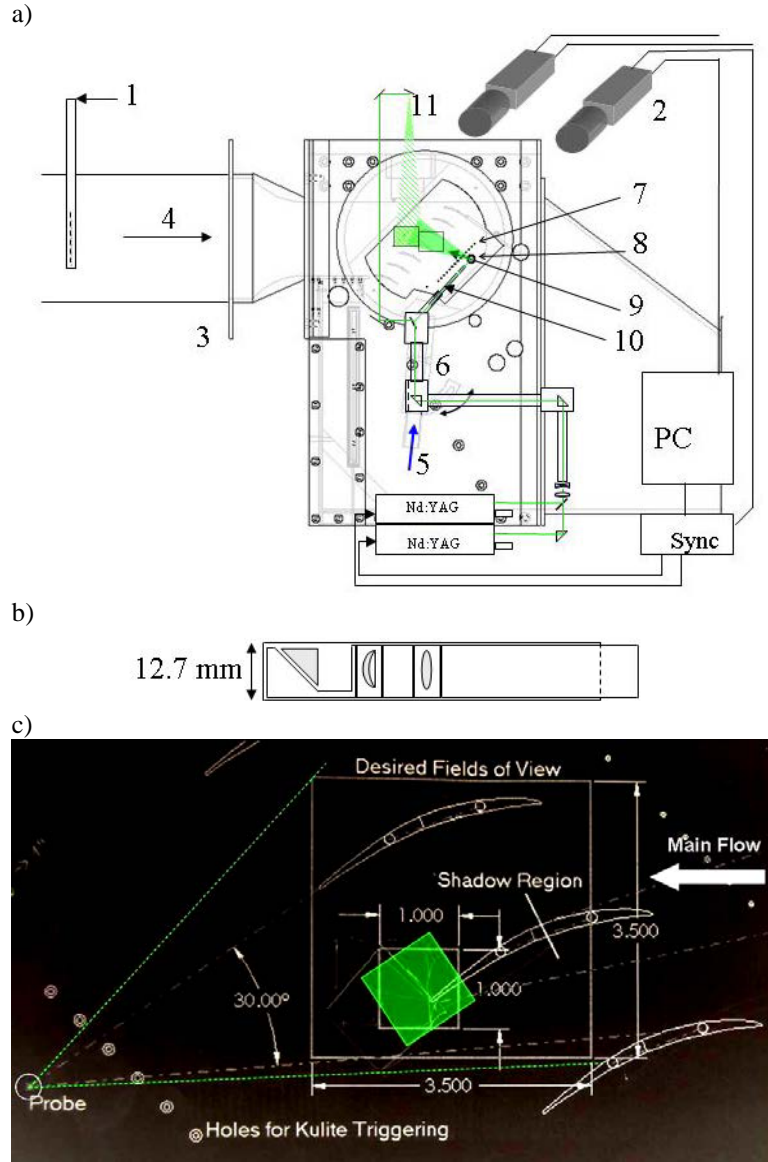 a)
1
11
2
4
7
8
9
10
3
6
5
PC
Nd:YAG
Nd:YAG
Sync
b)
12.7 mm
c)
Desired Fields of View
Main Flow
Shadow Region
1.000
3.500
30.00°
1.000
3.500
Probe
Holes for Kulite Triggering